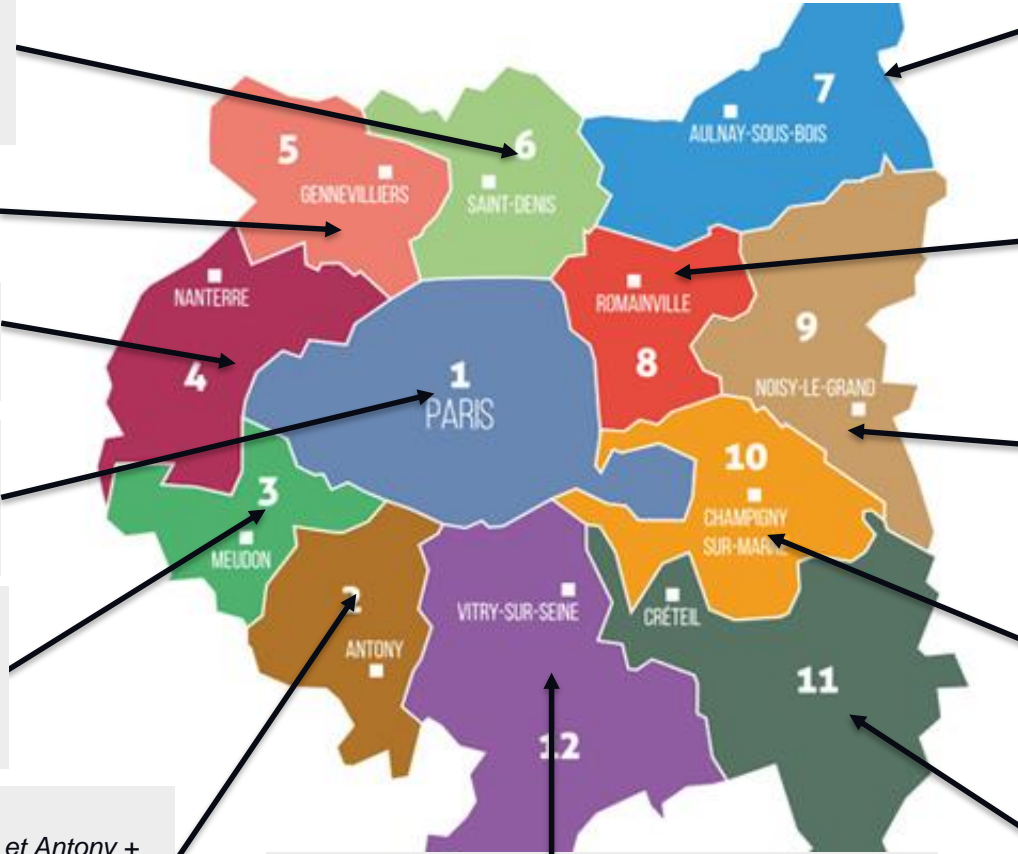 7
AULNAY-SOUS-BOIS
5
GENNEVILLIERS
6
SAINT-DENIS
NANTERRE
4
ROMAINVILLE
8
9
NOISY-LE-GRAND
1
PARIS
10
CHAMPIGNY
SUR-MARNE
3
MEUDON
2
ANTONY
VITRY-SUR-SEINE
CRÉTEIL
11
12
et Antony +